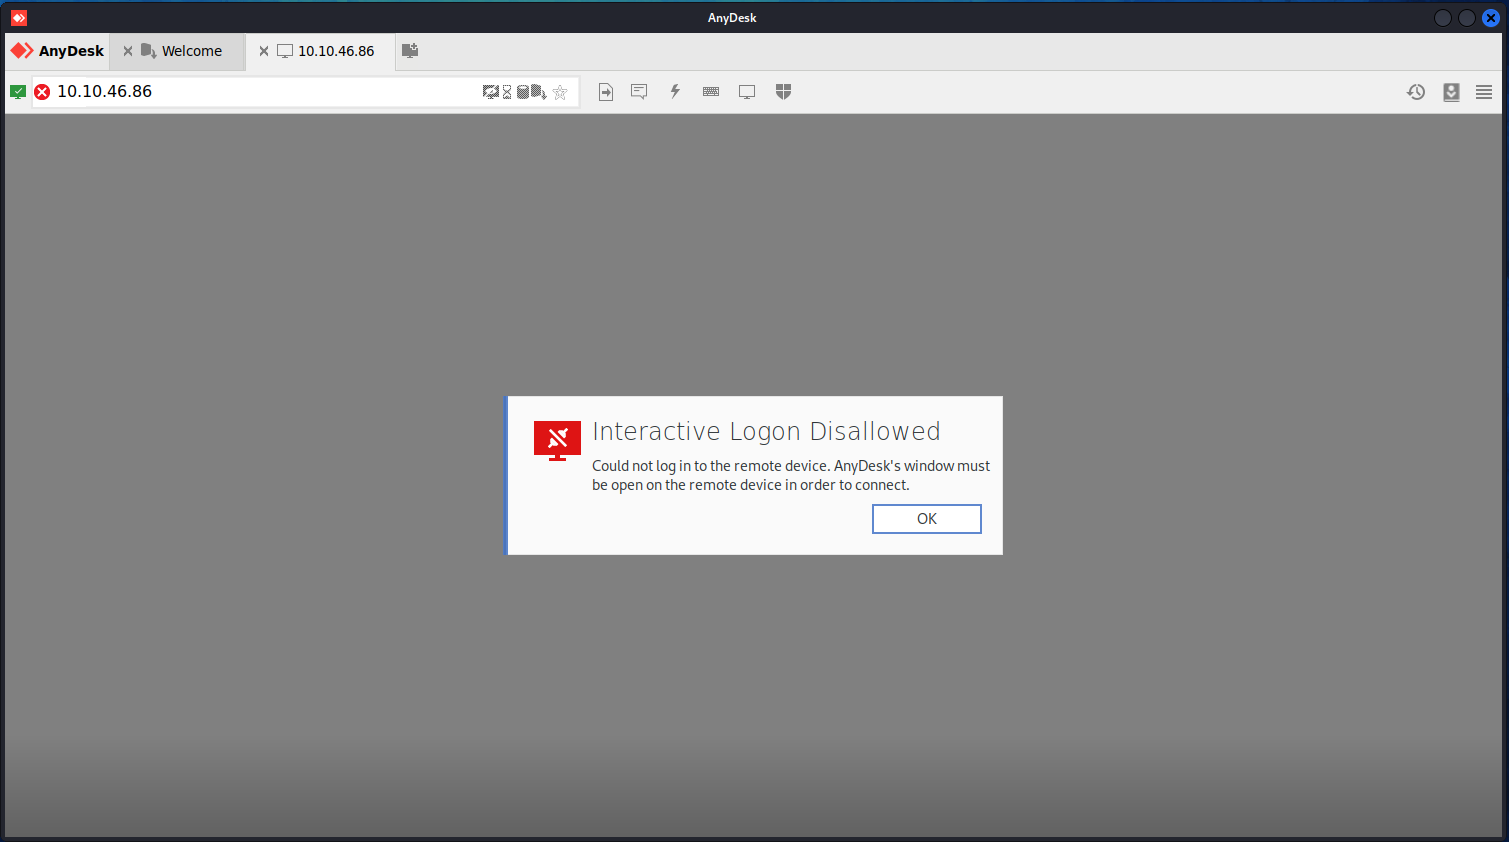 AnyDesk
AnyDesk
Welcome
10.10.46.86
10.10.46.86
Interactive Logon Disallowed
Could not log in to the remote device. AnyDesk's window must
be open on the remote device in order to connect.
OK